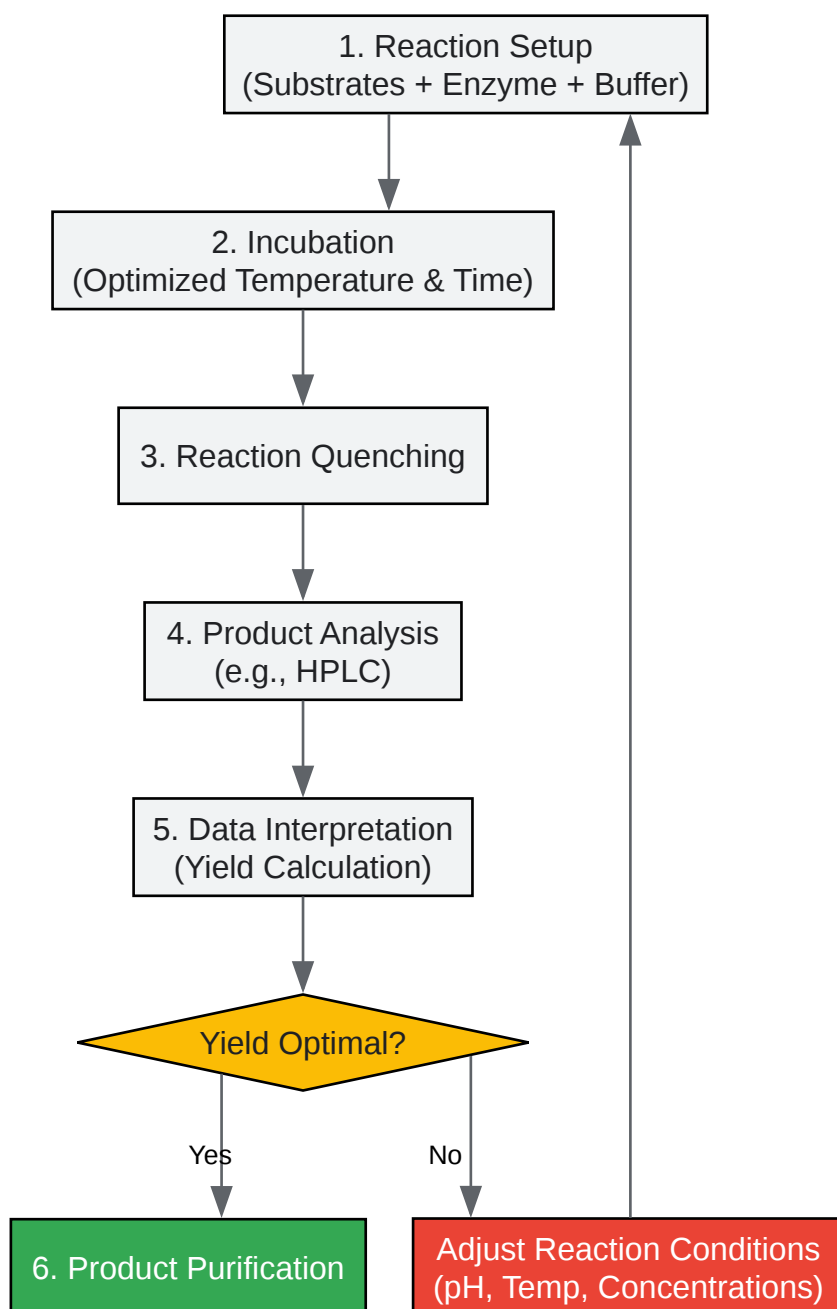 1. Reaction Setup
(Substrates + Enzyme + Buffer)
2. Incubation
(Optimized Temperature & Time)
3. Reaction Quenching
4. Product Analysis
(e.g., HPLC)
5. Data Interpretation
(Yield Calculation)
Yield Optimal?
Yes
No
6. Product Purification
Adjust Reaction Conditions
(pH, Temp, Concentrations)